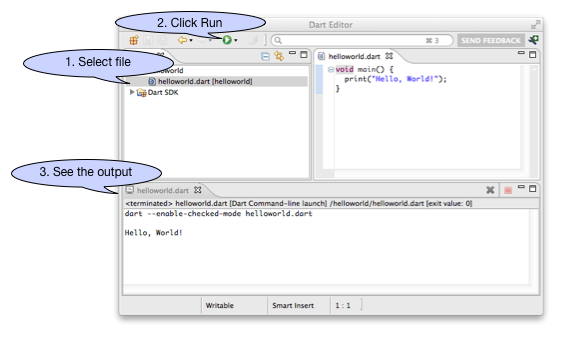 2. Click Run
Dart Editor
⌘ 3
SEND FEEDBACK
1. Select file
helloworld.dart
helloworld.dart [helloworld]
Dart SDK
void main() {
print("Hello, World!");
}
3. See the output
helloworld.dart
<terminated> helloworld.dart [Dart Command-line launch] /helloworld/helloworld.dart [exit value: 0]
dart --enable-checked-mode helloworld.dart
Hello, World!
Writable
Smart Insert
1 : 1